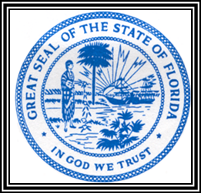 GREAT SEAL OF THE STATE OF FLORIDA
IN GOD WE TRUST